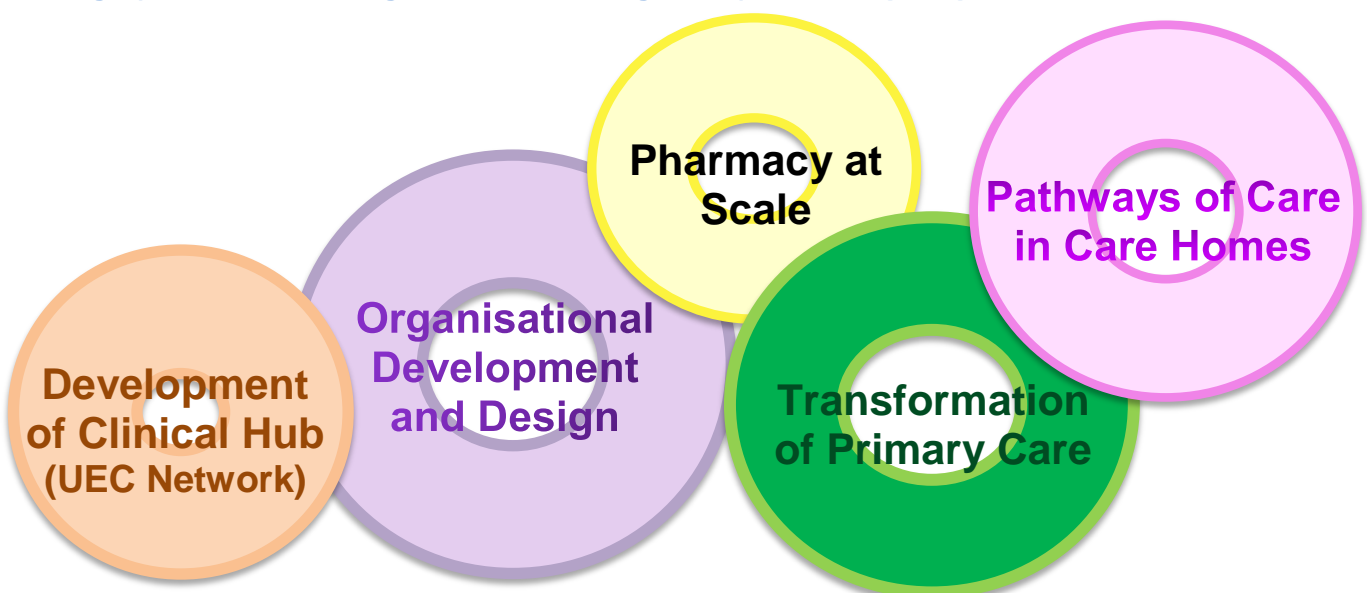 Pharmacy at
Scale
Pathways of Care
in Care Homes
Organisational
Development
and Design
Development
of Clinical Hub
(UEC Network)
Transformation
of Primary Care